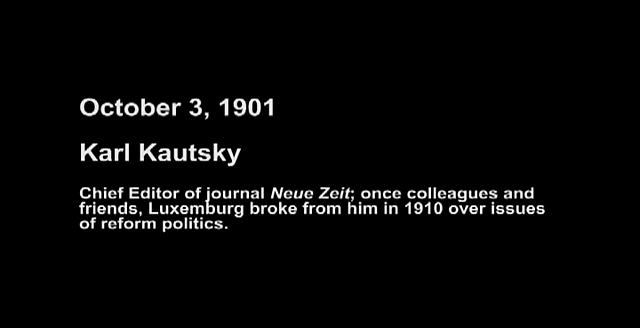 October 3, 1901
Karl Kautsky
Chief Editor of journal Neue Zeit; once colleagues and
friends, Luxemburg broke from him in 1910 over issues
of reform politics.